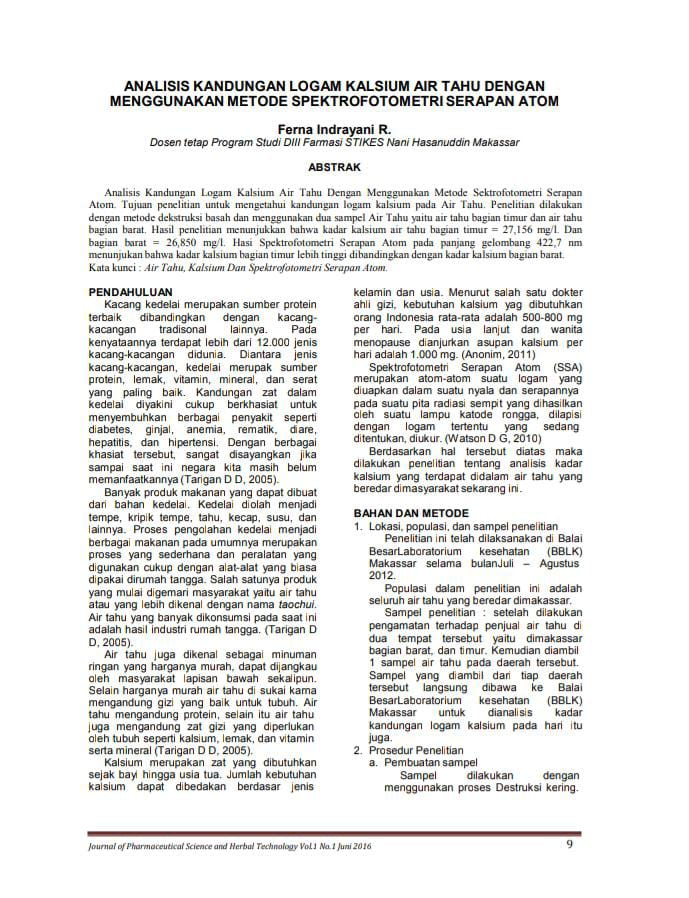 ANALISIS KANDUNGAN LOGAM KALSIUM AIR TAHU DENGAN
MENGGUNAKAN METODE SPEKTROFOTOMETRI SERAPAN ATOM
Ferna Indrayani R.
Dosen tetap Program Studi DIII Farmasi STIKES Nani Hasanuddin Makassar
ABSTRAK
Analisis Kandungan Logam Kalsium Air Tahu Dengan Menggunakan Metode Sektrofotometri Serapan
Atom. Tujuan penelitian untuk mengetahui kandungan logam kalsium pada Air Tahu. Penelitian dilakukan
dengan metode dekstruksi basah dan menggunakan dua sampel Air Tahu yaitu air tahu bagian timur dan air tahu
bagian barat. Hasil penelitian menunjukkan bahwa kadar kalsium air tahu bagian timur = 27,156 mg/l. Dan
bagian barat = 26,850 mg/l. Hasi Spektrofotometri Serapan Atom pada panjang gelombang 422,7 nm
menunjukan bahwa kadar kalsium bagian timur lebih tinggi dibandingkan dengan kadar kalsium bagian barat.
Kata kunci : Air Tahu, Kalsium Dan Spektrofotometri Serapan Atom.
PENDAHULUAN
Kacang kedelai merupakan sumber protein
terbaik dibandingkan dengan kacang-
kacangan tradisonal lainnya. Pada
kenyataannya terdapat lebih dari 12.000 jenis
kacang-kacangan didunia. Diantara jenis
kacang-kacangan, kedelai merupak sumber
protein, lemak, vitamin, mineral, dan serat
yang paling baik. Kandungan zat dalam
kedelai diyakini cukup berkhasiat untuk
menyembuhkan berbagai penyakit seperti
diabetes, ginjal, anemia, rematik, diare,
hepatitis, dan hipertensi. Dengan berbagai
khasiat tersebut, sangat disayangkan jika
sampai saat ini negara kita masih belum
memanfaatkannya (Tarigan D D, 2005).
Banyak produk makanan yang dapat dibuat
dari bahan kedelai. Kedelai diolah menjadi
tempe, kripik tempe, tahu, kecap, susu, dan
lainnya. Proses pengolahan kedelai menjadi
berbagai makanan pada umumnya merupakan
proses yang sederhana dan peralatan yang
digunakan cukup dengan alat-alat yang biasa
dipakai dirumah tangga. Salah satunya produk
yang mulai digemari masyarakat yaitu air tahu
atau yang lebih dikenal dengan nama taochui.
Air tahu yang banyak dikonsumsi pada saat ini
adalah hasil industri rumah tangga. (Tarigan D
D, 2005).
Air tahu juga dikenal sebagai minuman
ringan yang harganya murah, dapat dijangkau
oleh masyarakat lapisan bawah sekalipun.
Selain harganya murah air tahu di sukai karna
mengandung gizi yang baik untuk tubuh. Air
tahu mengandung protein, selain itu air tahu
juga mengandung zat gizi yang diperlukan
oleh tubuh seperti kalsium, lemak, dan vitamin
serta mineral (Tarigan D D, 2005).
Kalsium merupakan zat yang dibutuhkan
sejak bayi hingga usia tua. Jumlah kebutuhan
kalsium dapat dibedakan berdasar jenis
kelamin dan usia. Menurut salah satu dokter
ahli gizi, kebutuhan kalsium yag dibutuhkan
orang Indonesia rata-rata adalah 500-800 mg
per hari. Pada usia lanjut dan wanita
menopause dianjurkan asupan kalsium per
hari adalah 1.000 mg. (Anonim, 2011)
Spektrofotometri Serapan Atom (SSA)
merupakan atom-atom suatu logam yang
diuapkan dalam suatu nyala dan serapannya
pada suatu pita radiasi sempit yang dihasilkan
oleh suatu lampu katode rongga, dilapisi
dengan logam tertentu yang sedang
ditentukan, diukur. (Watson D G, 2010)
Berdasarkan hal tersebut diatas maka
dilakukan penelitian tentang analisis kadar
kalsium yang terdapat didalam air tahu yang
beredar dimasyarakat sekarang ini.
BAHAN DAN METODE
1. Lokasi, populasi, dan sampel penelitian
Penelitian ini telah dilaksanakan di Balai
BesarLaboratorium kesehatan (BBLK)
Makassar selama bulanJuli – Agustus
2012.
Populasi dalam penelitian ini adalah
seluruh air tahu yang beredar dimakassar.
Sampel penelitian : setelah dilakukan
pengamatan terhadap penjual air tahu di
dua tempat tersebut yaitu dimakassar
bagian barat, dan timur. Kemudian diambil
1 sampel air tahu pada daerah tersebut.
Sampel yang diambil dari tiap daerah
tersebut langsung dibawa ke Balai
BesarLaboratorium kesehatan (BBLK)
Makassar untuk dianalisis kadar
kandungan logam kalsium pada hari itu
juga.
2. Prosedur Penelitian
a. Pembuatan sampel
Sampel dilakukan dengan
menggunakan proses Destruksi kering.
Journal of Pharmaceutical Science and Herbal Technology Vol.1 No.1 Juni 2016 9